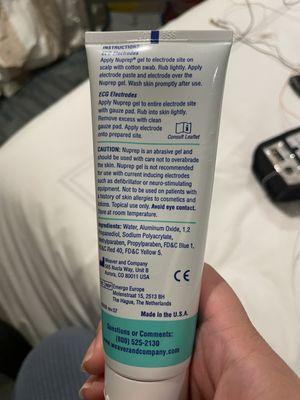 INSTRUCTIONS
EEG Electrodes
Apply Nuprep® gel to electrode site on
scalp with cotton swab. Rub lightly. Apply
electrode paste and electrode over the
Nuprep gel. Wash skin promptly after use.
ECG Electrodes
Apply Nuprep gel to entire electrode site
with gauze pad. Rub into skin lightly.
Remove excess with clean
gauze pad. Apply electrode
onto prepared site.
Consult Leaflet
CAUTION: Nuprep is an abrasive gel and
should be used with care not to overabrade
the skin. Nuprep gel is not recommended
for use with current inducing electrodes
such as defibrillator or neuro-stimulating
equipment. Not to be used on patients with
a history of skin allergies to cosmetics and
lotions. Topical use only. Avoid eye contact.
Store at room temperature.
Ingredients: Water, Aluminum Oxide, 1,2
Propanediol, Sodium Polyacrylate,
Methylparaben, Propylparaben, FD&C Blue 1,
FD&C Red 40, FD&C Yellow 5.
Weaver and Company
565 Nucla Way, Unit B
Aurora, CO 80011 USA
CE
Emergo Europe
Molenstraat 15, 2513 BH
The Hague, The Netherlands
Made in the U.S.A.
Questions or Comments:
(800) 525-2130
www.weaverandcompany.com